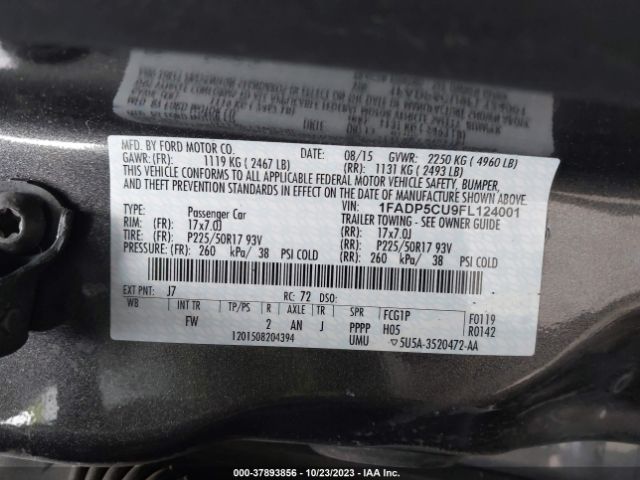 MFD. BY FORD MOTOR CO.
DATE: 08/15 GVWR: 2250 KG ( 4960 LB)
GAWR: (FR): 1119 KG ( 2467 LB) (RR): 1131 KG ( 2493 LB)
THIS VEHICLE CONFORMS TO ALL APPLICABLE FEDERAL MOTOR VEHICLE SAFETY, BUMPER,
AND THEFT PREVENTION STANDARDS IN EFFECT ON THE DATE OF MANUFACTURE SHOWN ABOVE.
VIN: 1FADP5CU9FL124001
TYPE: Passenger Car TRAILER TOWING - SEE OWNER GUIDE
RIM: (FR) 17x7.0J (RR): 17x7.0J
TIRE: (FR): P225/50R17 93V (RR) P225/50R17 93V
PRESSURE: (FR): 260 kPa/ 38 PSI COLD (RR): 260 kPa/ 38 PSI COLD
EXT PNT: J7 RC: 72 DSO:
WB INT TR TP/PS R AXLE TR SPR FCG1P F0119
FW 2 AN J PPPP H05 R0142
1201508204394 UMU ▽5U5A-3520472-AA
000-37893856 - 10/23/2023 - IAA Inc.